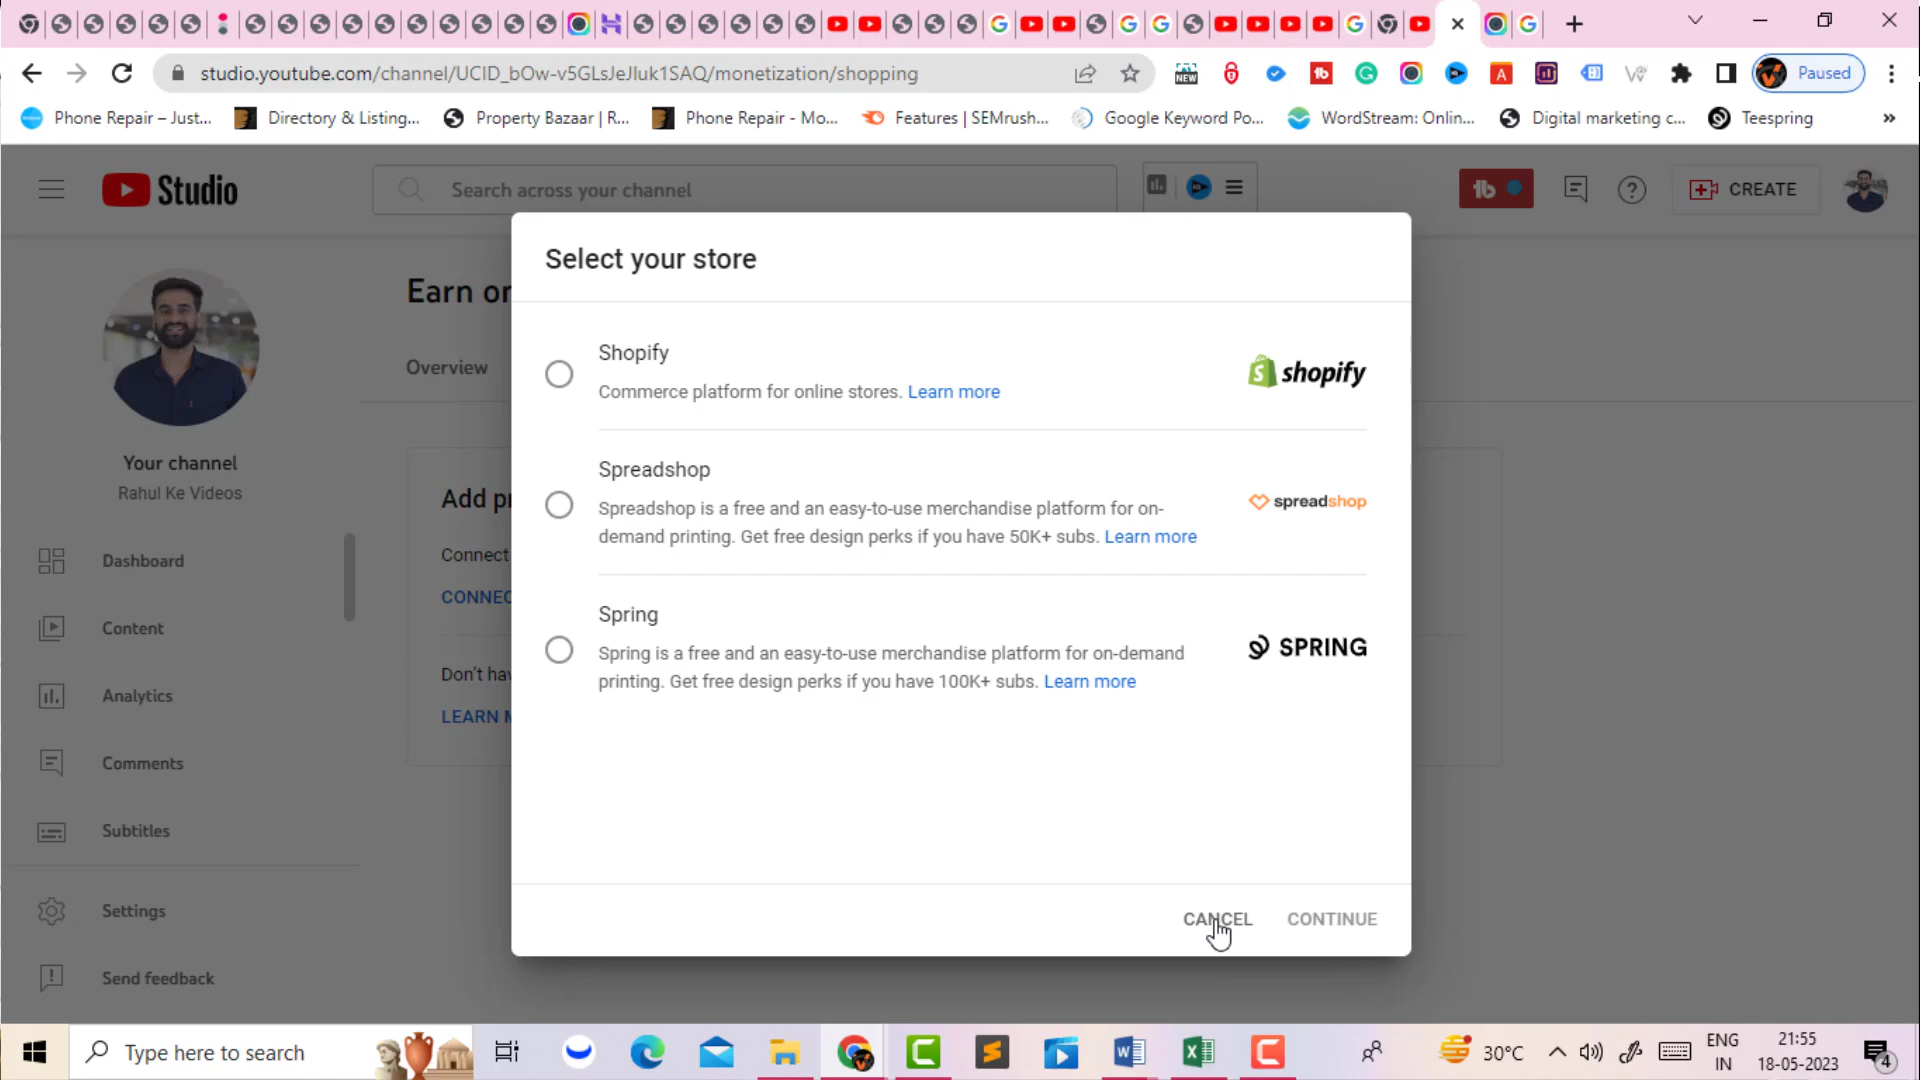 studio.youtube.com/channel/UCID_bOw-v5GLsJeJluk1SAQ/monetization/shopping
NEW
Paused
Phone Repair – Just...
Directory & Listing...
Property Bazaar | R...
Phone Repair - Mo...
Features | SEMrush...
Google Keyword Po...
WordStream: Onlin...
Digital marketing c...
Teespring
»
Studio
Search across your channel
CREATE
Select your store
Earn or
Shopify
Commerce platform for online stores. Learn more
shopify
Overview
Your channel
Rahul Ke Videos
Spreadshop
Spreadshop is a free and an easy-to-use merchandise platform for on-
demand printing. Get free design perks if you have 50K+ subs. Learn more
spreadshop
Add pr
Connect
CONNEC
Spring
Spring is a free and an easy-to-use merchandise platform for on-demand
printing. Get free design perks if you have 100K+ subs. Learn more
SPRING
Don't hav
LEARN M
Dashboard
Content
Analytics
Comments
Subtitles
Settings
Send feedback
CANCEL
CONTINUE
Type here to search
30°C
ENG
IN
21:55
18-05-2023
4